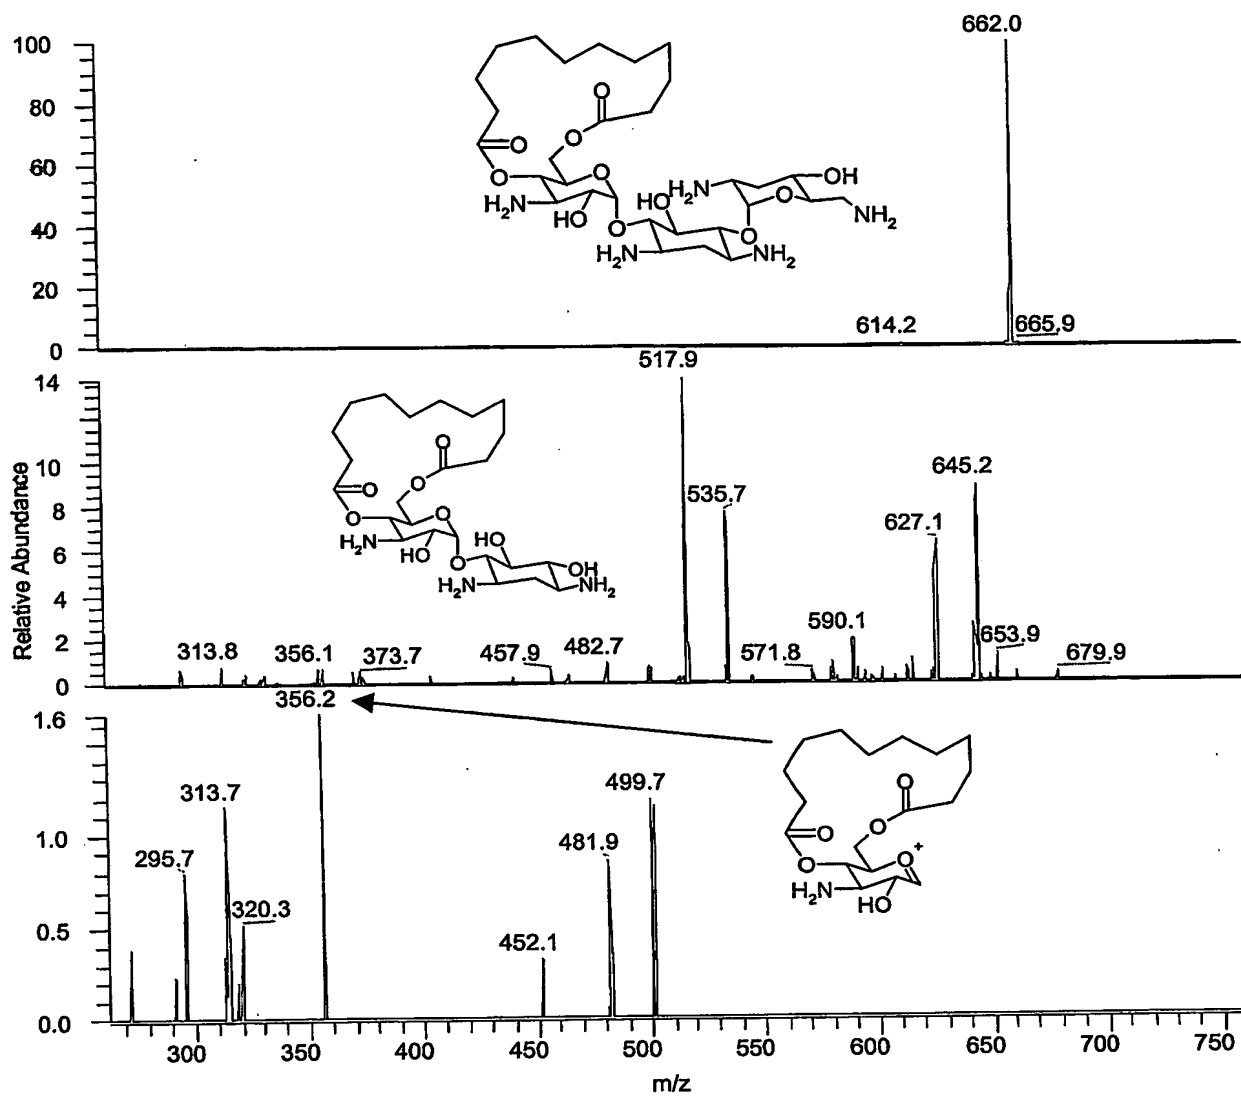 662.0
100
80
60
40
20
0
O
O
O
O
O
H₂N
HO
O
HO
H₂N
O
NH₂
H₂N
O
OH
NH₂
614.2
665.9
Relative Abundance
14
10
8
6
4
2
0
517.9
535.7
645.2
627.1
590.1
653.9
679.9
571.8
482.7
457.9
373.7
356.1
313.8
O
O
O
O
O
H₂N
HO
O
HO
OH
H₂N
NH₂
1.6
1.0
0.5
0.0
356.2
313.7
295.7
320.3
452.1
481.9
499.7
O
O
O
O
O
+
H₂N
HO
300 350 400 450 500 550 600 650 700 750
m/z